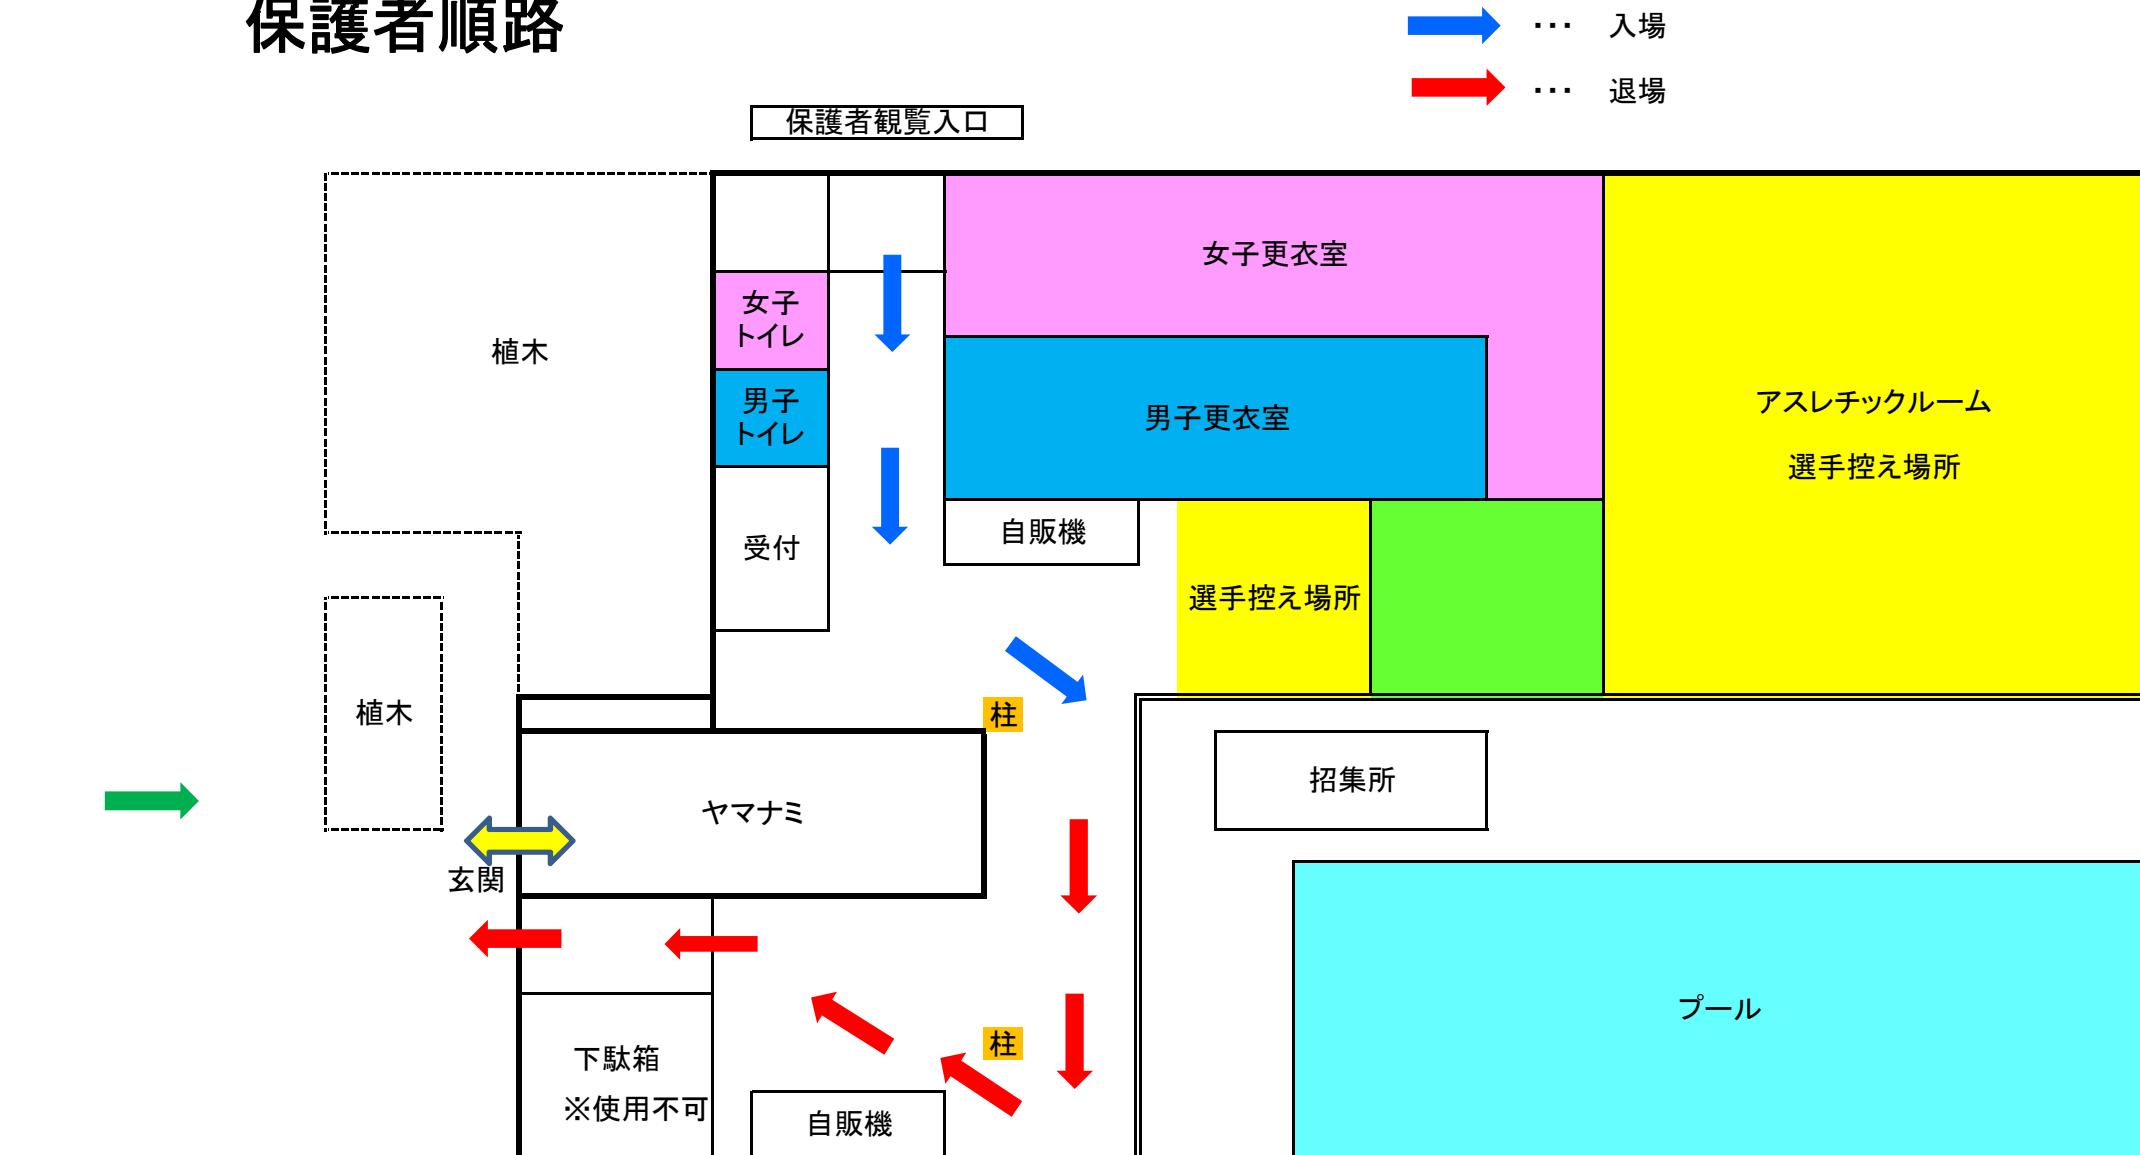 保護者順路
･･･ 入場
･･･ 退場
保護者観覧入口
女子更衣室
女子
トイレ
植木
男子
トイレ
男子更衣室
アスレチックルーム
選手控え場所
自販機
受付
選手控え場所
植木
柱
招集所
ヤマナミ
玄関
プール
柱
下駄箱
※使用不可
自販機